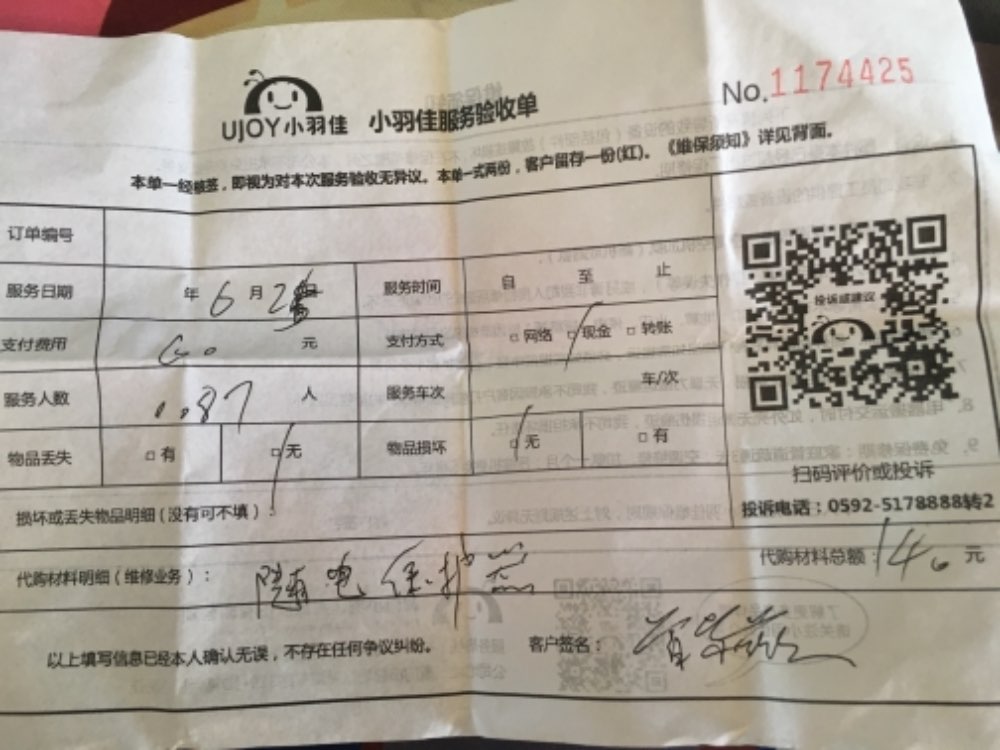 No.1174425
UJOY小羽佳 小羽佳服务验收单
本单一经核签，即视为对本次服务验收无异议。本单一式两份，客户留存一份(红)。《维保须知》详见背面。
订单编号
服务日期 年 6 月 2 日 服务时间 自 至 止
支付费用 元 支付方式 □网络 □现金 □转账
服务人数 人 服务车次 车/次
物品丢失 □有 □无 物品损坏 □无 □有
投诉或建议
扫码评价或投诉
投诉电话：0592-5178888转2
损坏或丢失物品明细(没有可不填)：
代购材料明细(维修业务)： 电 保护器 代购材料总额：140 元
以上填写信息已经本人确认无误，不存在任何争议纠纷。 客户签名：